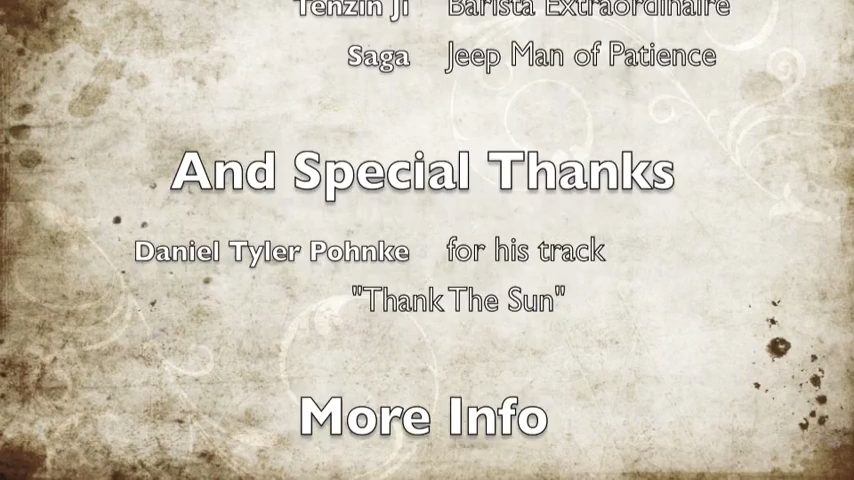 Tenzin Ji Barista Extraordinaire
Saga Jeep Man of Patience
And Special Thanks
Daniel Tyler Pohnke for his track
"Thank The Sun"
More Info